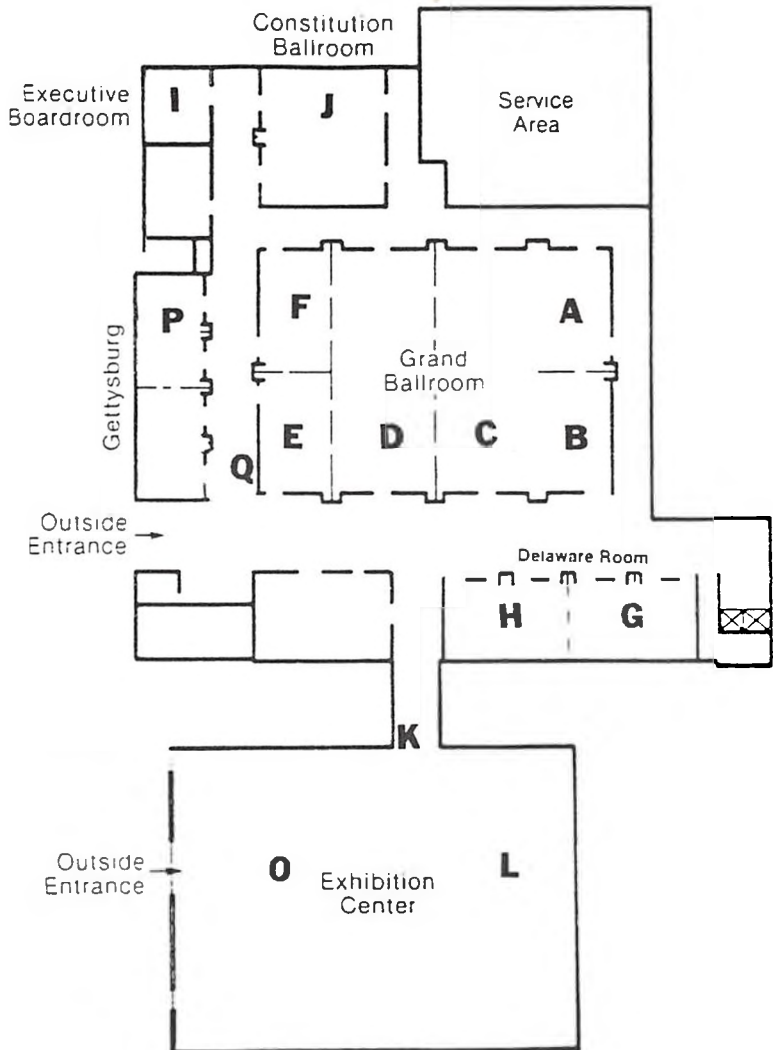 Constitution
Ballroom
Executive
Boardroom
I
J
Service
Area
F
A
P
Grand
Ballroom
Gettysburg
E
D
C
B
Q
Outside
Entrance
Delaware Room
H
G
K
Outside
Entrance
O
L
Exhibition
Center